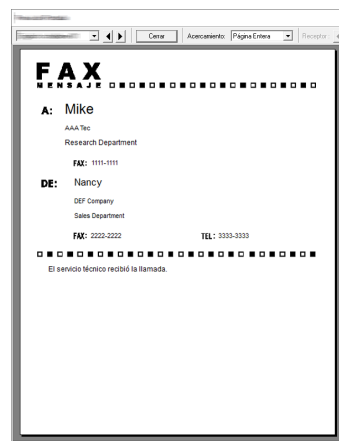 Cerrar Acercamiento: Página Entera Receptor
FAX
MENSAJE
A: Mike
AAA Tec
Research Department
FAX: 1111-1111
DE: Nancy
DEF Company
Sales Department
FAX: 2222-2222 TEL: 3333-3333
El servicio técnico recibió la llamada.